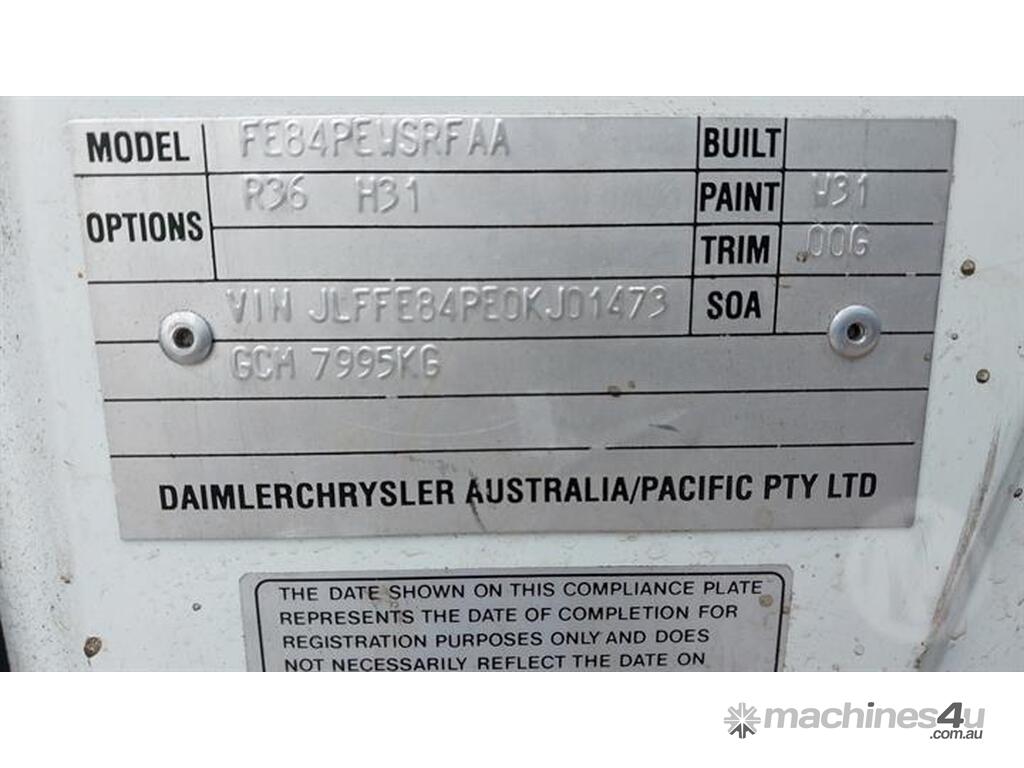 MODEL FE84PEWSRFAA BUILT
OPTIONS R36 H31 PAINT W31
TRIM 00G
VIN JLFFE84PE0KJ01473 SOA
GCM 7995KG
DAIMLERCHRYSLER AUSTRALIA/PACIFIC PTY LTD
THE DATE SHOWN ON THIS COMPLIANCE PLATE
REPRESENTS THE DATE OF COMPLETION FOR
REGISTRATION PURPOSES ONLY AND DOES
NOT NECESSARILY REFLECT THE DATE ON
machines4u
.com.au